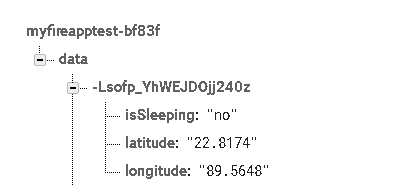 myfireapptest-bf83f
data
-Lsofp_YhWEJDOjj240z
isSleeping: "no"
latitude: "22.8174"
longitude: "89.5648"